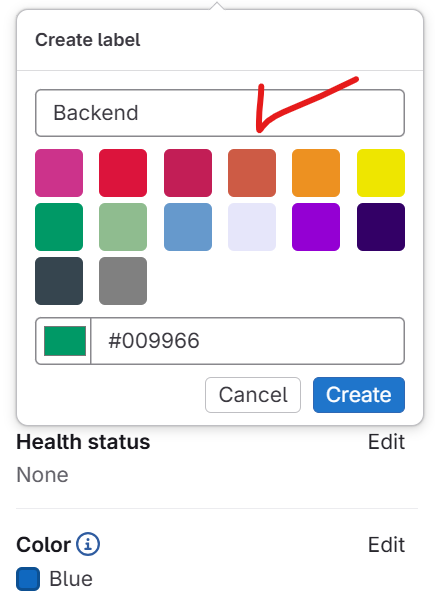 Create label
Backend
#009966
Cancel Create
Health status Edit
None
Color Edit
Blue